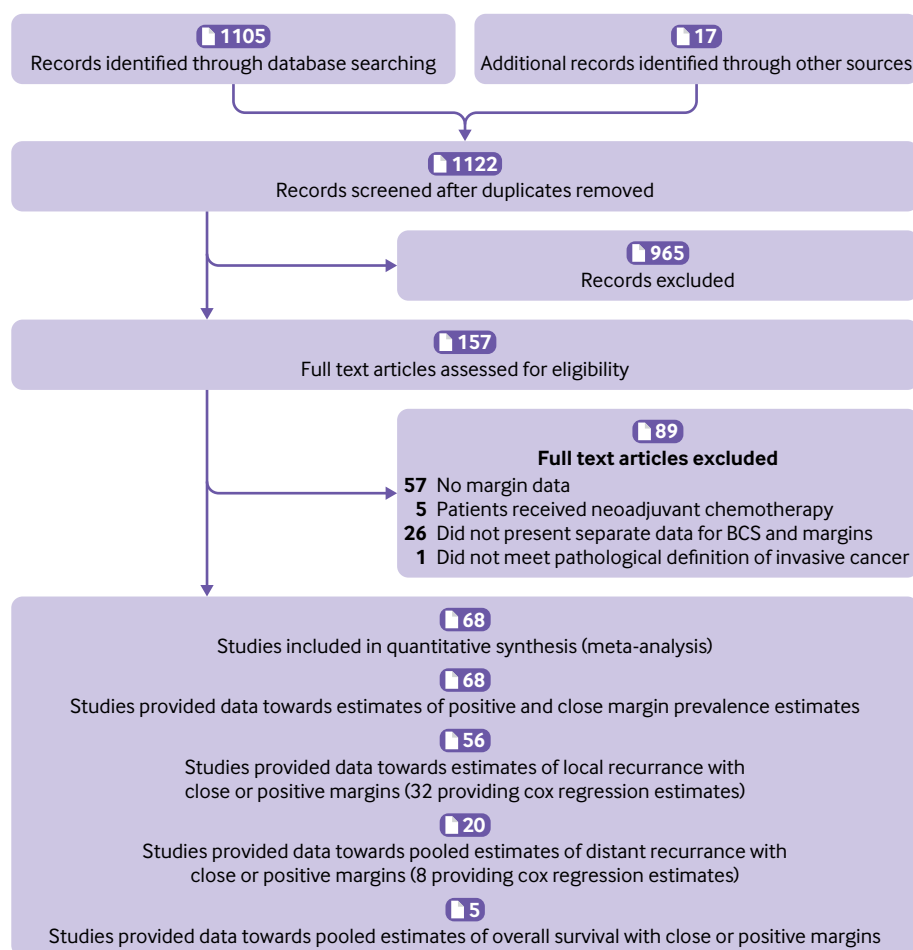 1105
Records identified through database searching
17
Additional records identified through other sources
1122
Records screened after duplicates removed
965
Records excluded
157
Full text articles assessed for eligibility
89
Full text articles excluded
57 No margin data
5 Patients received neoadjuvant chemotherapy
26 Did not present separate data for BCS and margins
1 Did not meet pathological definition of invasive cancer
68
Studies included in quantitative synthesis (meta-analysis)
68
Studies provided data towards estimates of positive and close margin prevalence estimates
56
Studies provided data towards estimates of local recurrance with
close or positive margins (32 providing cox regression estimates)
20
Studies provided data towards pooled estimates of distant recurrance with
close or positive margins (8 providing cox regression estimates)
5
Studies provided data towards pooled estimates of overall survival with close or positive margins